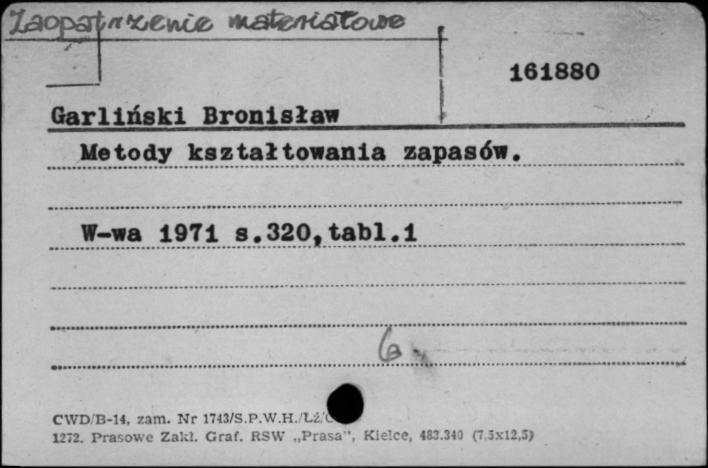 Zaopatrzenie materiałowe
161880
Garliński Bronisław
Metody kształtowania zapasów.
W-wa 1971 s.320,tabl.1
CWD/B-14, zam. Nr 1743/S.P.W.H./Łź/
1272. Prasowe Zakł. Graf. RSW „Prasa”, Kielce, 483.340 (7,5x12,5)